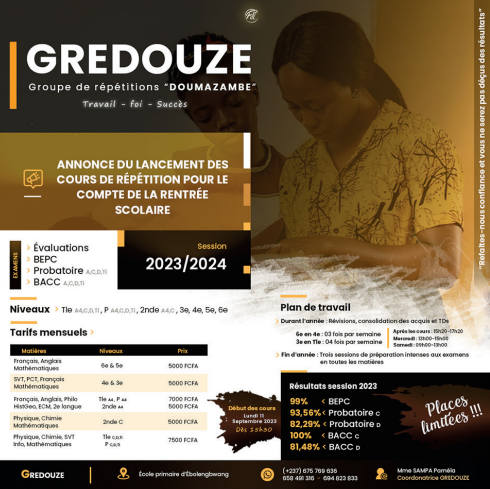 GREDOUZE
Groupe de répétitions "DOUMAZAMBE"
Travail - foi - Succès
"Refaites-nous confiance et vous ne serez pas déçus des résultats"
ANNONCE DU LANCEMENT DES
COURS DE RÉPÉTITION POUR LE
COMPTE DE LA RENTRÉE
SCOLAIRE
EXAMENS
Évaluations
BEPC
Probatoire A,C,D,Ti
BACC A,C,D,Ti
Session
2023/2024
Niveaux > Tle A4,C,D,Ti , P A4,C,D,Ti , 2nde A4,C , 3e, 4e, 5e, 6e
Tarifs mensuels >
Matières Niveaux Prix
Français, Anglais
Mathématiques
6e & 5e
5000 FCFA
SVT, PCT, Français
Mathématiques
4e & 3e
5000 FCFA
Français, Anglais, Philo
HistGeo, ECM, 2e langue
Tle A4, P A4
2nde A4
7000 FCFA
5000 FCFA
Physique, Chimie
Mathématiques
2nde C
5000 FCFA
Physique, Chimie, SVT
Info, Mathématiques
Tle C,D,Ti
P C,D,Ti
7500 FCFA
Début des cours
Lundi 11
Septembre 2023
Dès 15h30
Plan de travail
Durant l'année : Révisions, consolidation des acquis et TDs
6e en 4e : 03 fois par semaine
3e en Tle : 04 fois par semaine
Après les cours : 15h20-17h20
Mercredi : 13h00-15h00
Samedi : 09h00-13h00
Fin d'année : Trois sessions de préparation intenses aux examens
en toutes les matières
Résultats session 2023
99% < BEPC
93,56% < Probatoire C
82,29% < Probatoire D
100% < BACC C
81,48% < BACC D
Places
limitées !!!
GREDOUZE
École primaire d'Ebolengbwang
(+237) 675 769 636
658 491 316 - 694 823 833
Mme SAMPA Paméla
Coordonatrice GREDOUZE